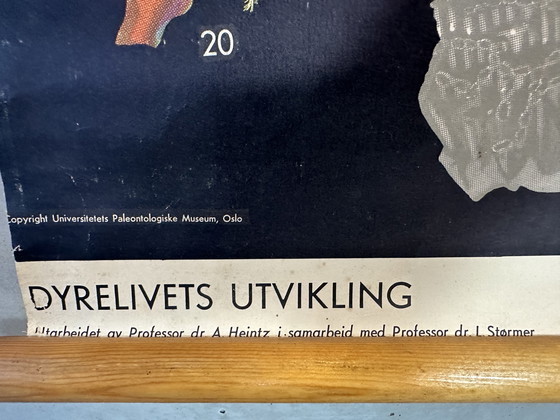 20
Copyright Universitetets Paleontologiske Museum, Oslo
DYRELIVETS UTVIKLING
Utarbeidet av Professor dr. A. Heintz i samarbeid med Professor dr. L. Størmer